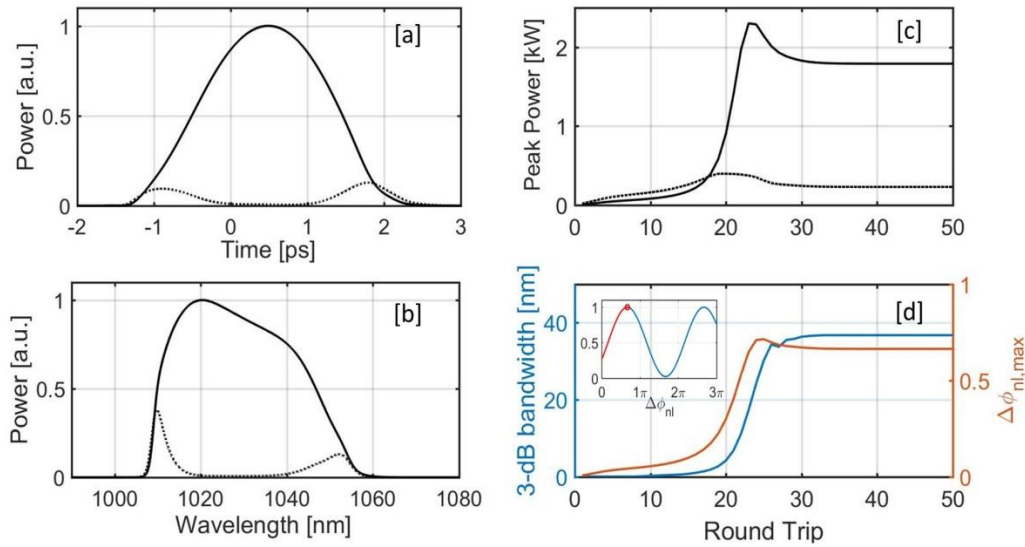 [a]
Power [a.u.]
1
0.5
0
-2 -1 0 1 2 3
Time [ps]
[b]
Power [a.u.]
1
0.5
0
1000 1020 1040 1060 1080
Wavelength [nm]
[c]
Peak Power [kW]
2
1
0
0 10 20 30 40 50
[d]
3-dB bandwidth [nm]
40
20
0
1
0.5
0
0 1π 2π 3π
Δϕnl
1
0.5
0
Δϕnl,max
0 10 20 30 40 50
Round Trip